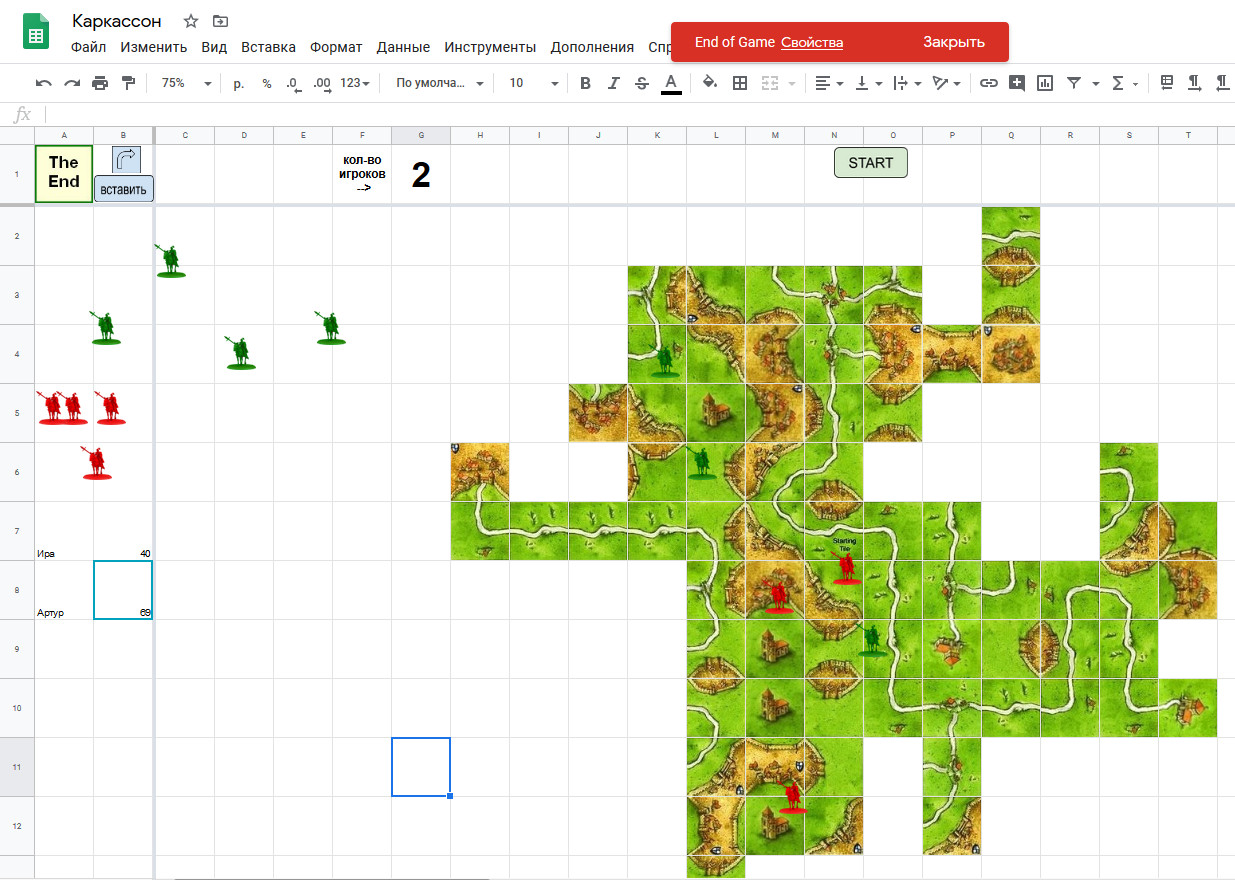 Каркассон
Файл Изменить Вид Вставка Формат Данные Инструменты Дополнения Спр
End of Game Свойства Закрыть
75% р. % .0 .00 123 По умолча... 10 B I S A
fx
A B C D E F G H I J K L M N O P Q R S T
1
The
End
вставить
кол-во
игроков
-->
2
START
2
3
4
5
6
7
Starting
Tile
Ира 40
8
Артур 69
9
10
11
12